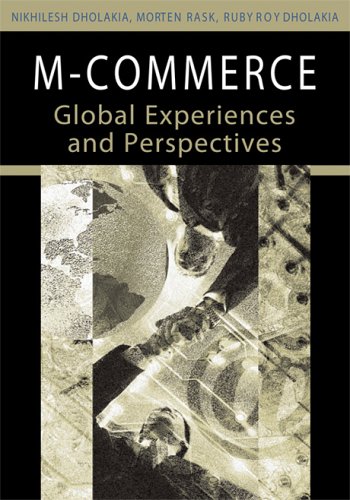 NIKHILESH DHOLAKIA, MORTEN RASK, RUBY ROY DHOLAKIA
M-COMMERCE
Global Experiences
and Perspectives